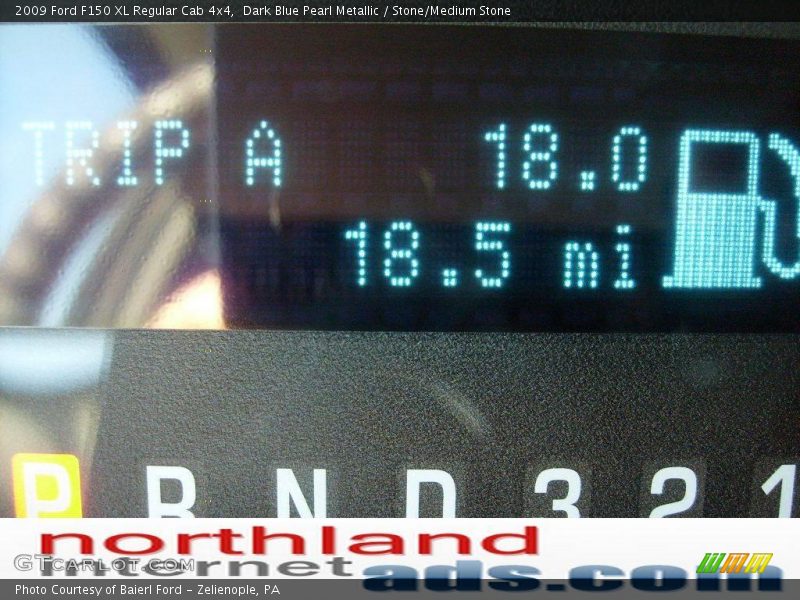 2009 Ford F150 XL Regular Cab 4x4,  Dark Blue Pearl Metallic / Stone/Medium Stone
TRIP A 18.0
18.5 mi
P R N D 3 2 1
northland
internet
ads.com
GTCARLOT.COM
Photo Courtesy of Baierl Ford - Zelienople, PA